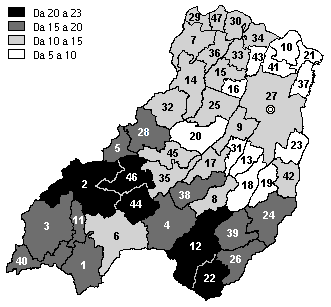 Da 20 a 23
Da 15 a 20
Da 10 a 15
Da 5 a 10
29 47 30
7 34
36 33 43 10 21
14 15 41
16 37
32 25 27
28 20 9
5 45 31 23
46 17 13
2 35 18 19 42
44 38 8
3 11 4 24
6 12 39
40 1 26
22